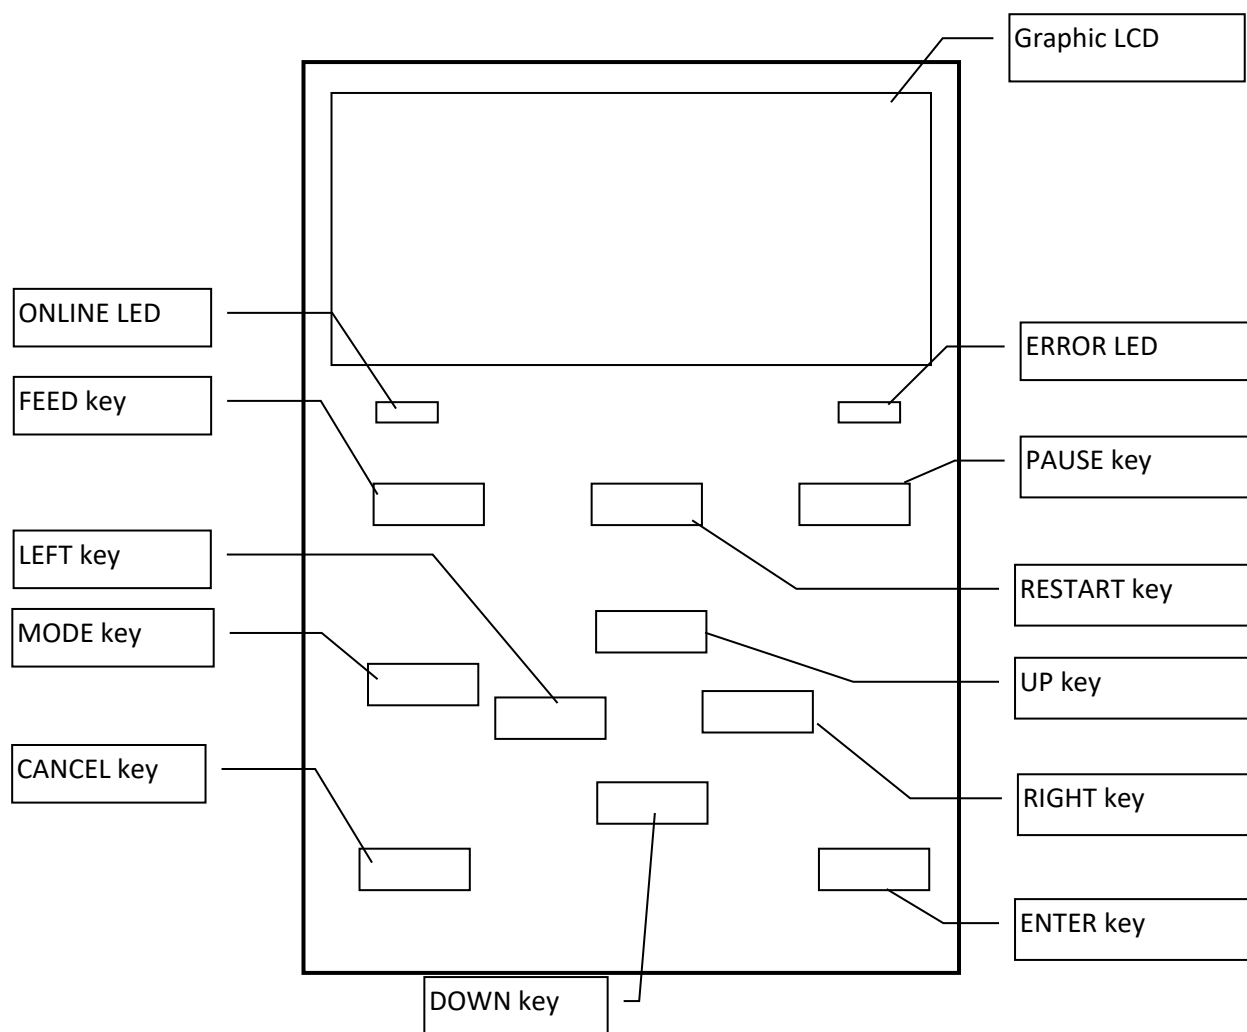 Graphic LCD
ONLINE LED
ERROR LED
FEED key
PAUSE key
LEFT key
RESTART key
MODE key
UP key
CANCEL key
RIGHT key
ENTER key
DOWN key